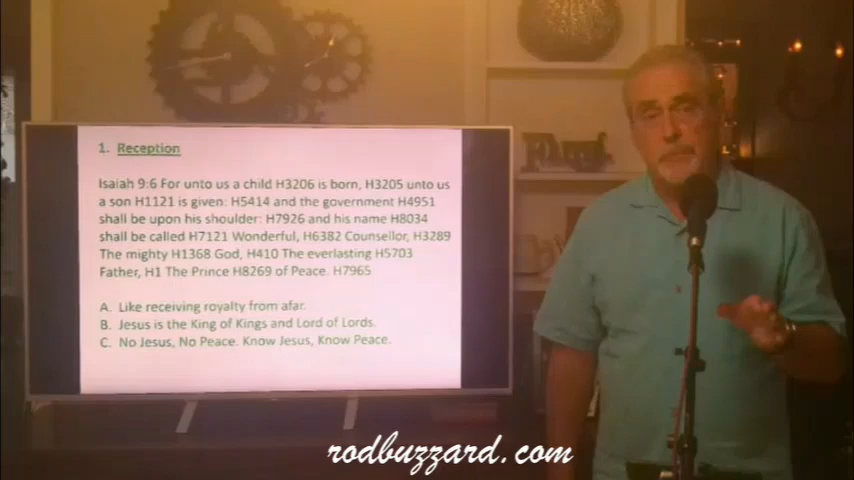 1. Reception
Isaiah 9:6 For unto us a child H3206 is born, H3205 unto us
a son H1121 is given: H5414 and the government H4951
shall be upon his shoulder: H7926 and his name H8034
shall be called H7121 Wonderful, H6382 Counsellor, H3289
The mighty H1368 God, H410 The everlasting H5703
Father, H1 The Prince H8269 of Peace. H7965
A. Like receiving royalty from afar.
B. Jesus is the King of Kings and Lord of Lords.
C. No Jesus, No Peace. Know Jesus, Know Peace.
rodbuzzard.com